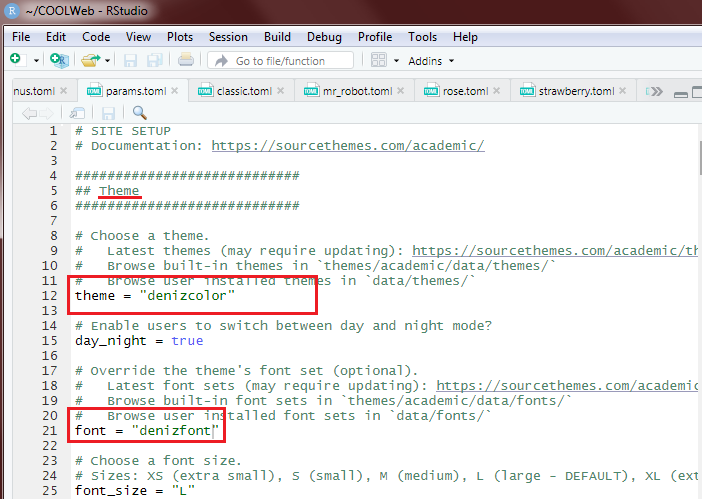 ~/COOLWeb - RStudio
File Edit Code View Plots Session Build Debug Profile Tools Help
Go to file/function Addins
nus.toml params.toml classic.toml mr_robot.toml rose.toml strawberry.toml
1 # SITE SETUP
2 # Documentation: https://sourcethemes.com/academic/
3
4 ############################
5 ## Theme
6 ############################
7
8 # Choose a theme.
9 #   Latest themes (may require updating): https://sourcethemes.com/academic/th
10 #   Browse built-in themes in `themes/academic/data/themes/`
11 #   Browse user installed themes in `data/themes/`
12 theme = "denizcolor"
13
14 # Enable users to switch between day and night mode?
15 day_night = true
16
17 # Override the theme's font set (optional).
18 #   Latest font sets (may require updating): https://sourcethemes.com/academic
19 #   Browse built-in font sets in `themes/academic/data/fonts/`
20 #   Browse user installed font sets in `data/fonts/`
21 font = "denizfont"
22
23 # Choose a font size.
24 # Sizes: XS (extra small), S (small), M (medium), L (large - DEFAULT), XL (ext
25 font_size = "L"